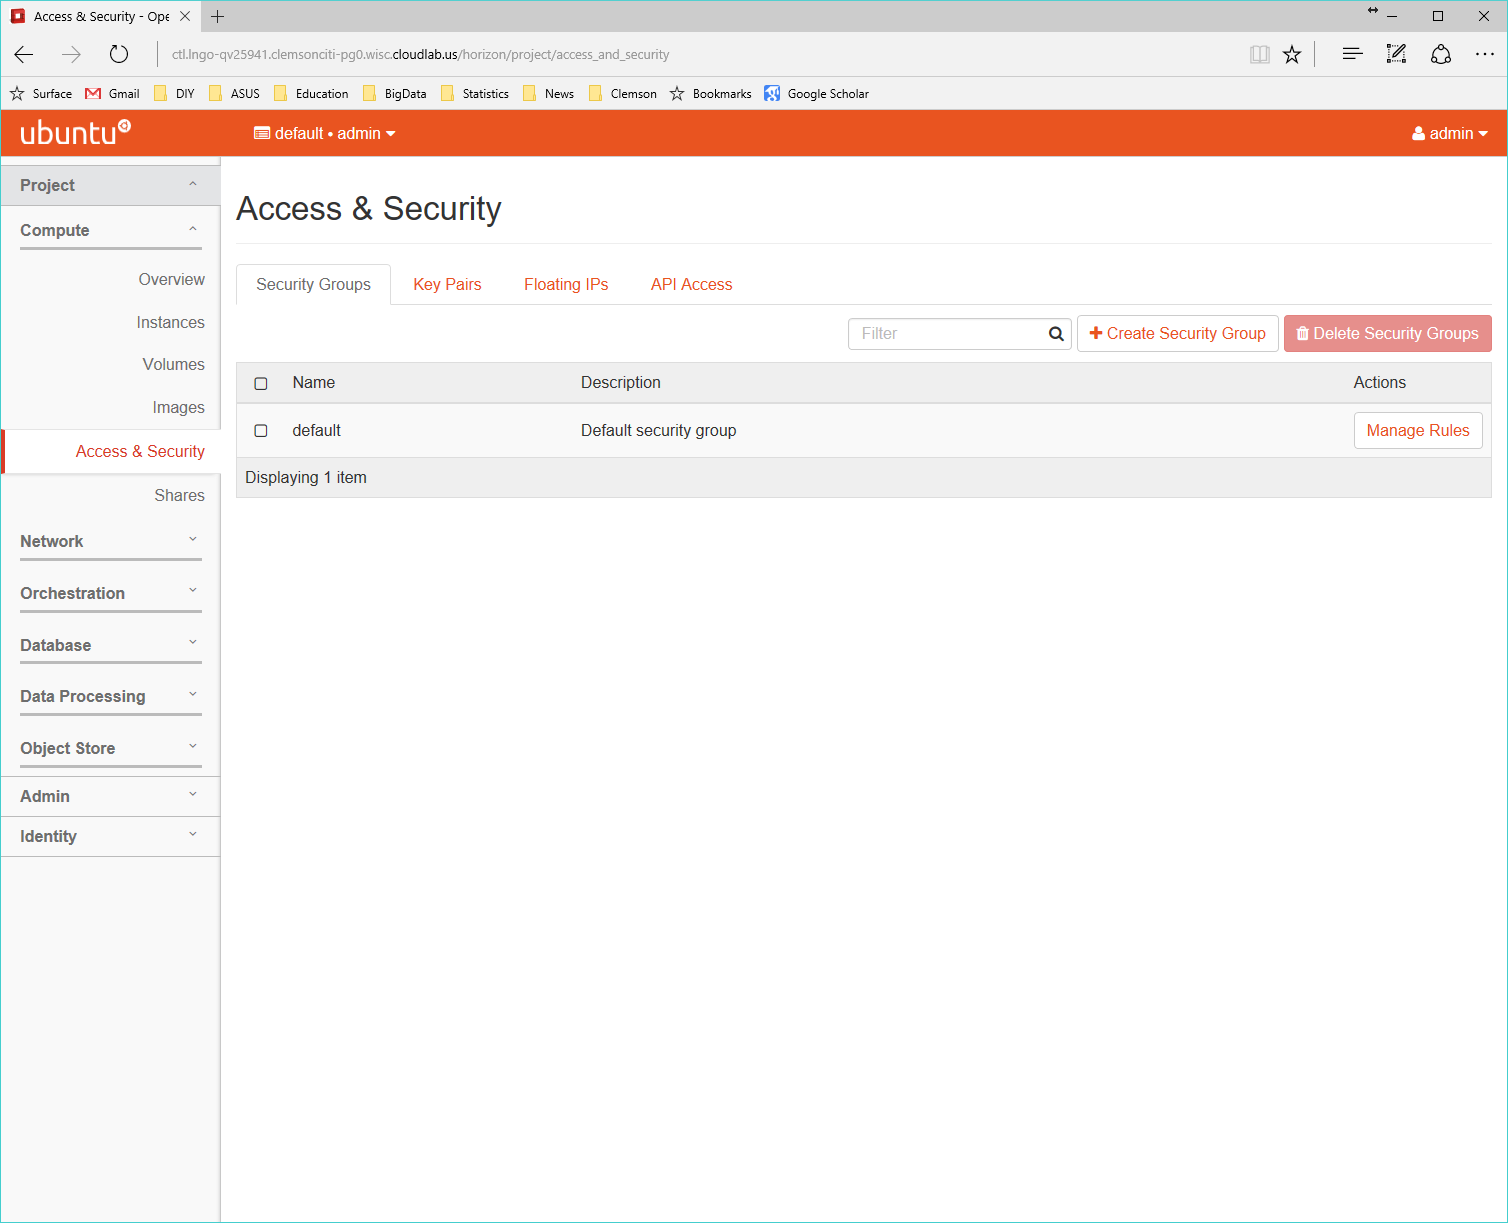 Access & Security - Ope
ctl.lngo-qv25941.clemsonciti-pg0.wisc.cloudlab.us/horizon/project/access_and_security
Surface Gmail DIY ASUS Education BigData Statistics News Clemson Bookmarks Google Scholar
ubuntu default • admin admin
Project
Compute
Overview
Instances
Volumes
Images
Access & Security
Shares
Network
Orchestration
Database
Data Processing
Object Store
Admin
Identity
Access & Security
Security Groups Key Pairs Floating IPs API Access
Filter Create Security Group Delete Security Groups
Name Description Actions
default Default security group Manage Rules
Displaying 1 item